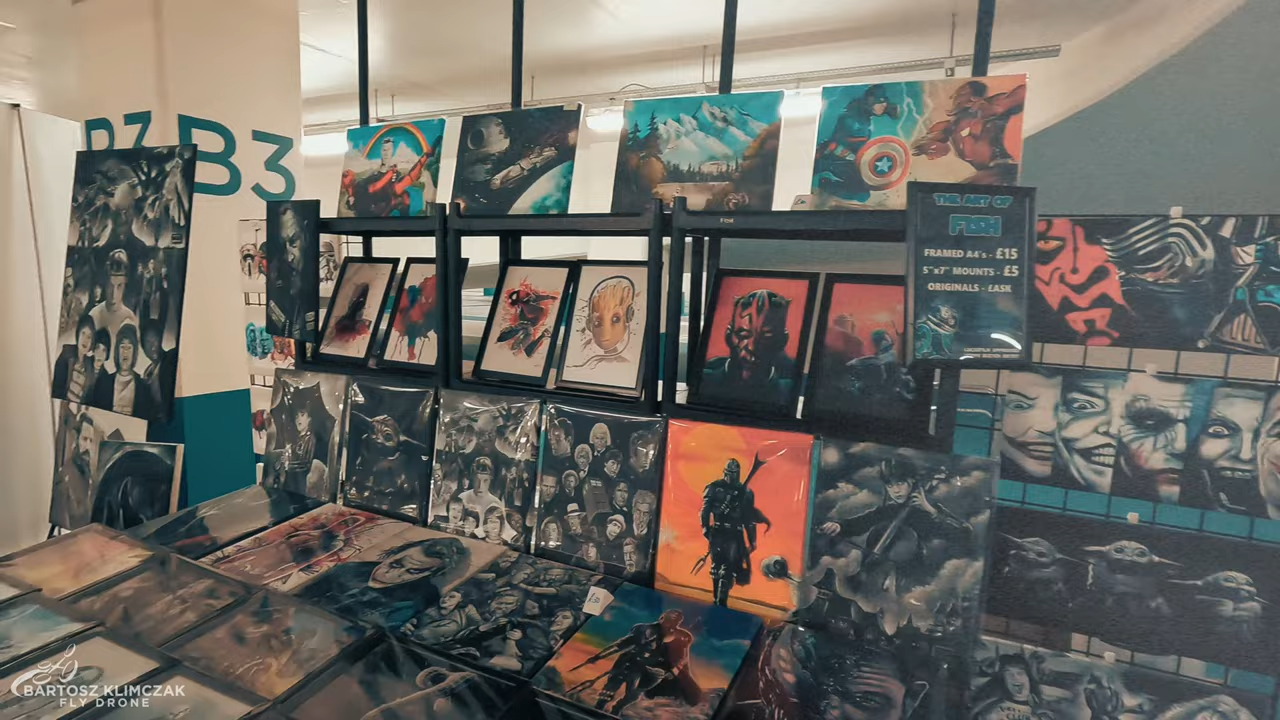 B3
B3
THE ART OF
FISH
FRAMED A4's - £15
5"x7" MOUNTS - £5
ORIGINALS - £ASK
BARTOSZ KLIMCZAK
FLY DRONE